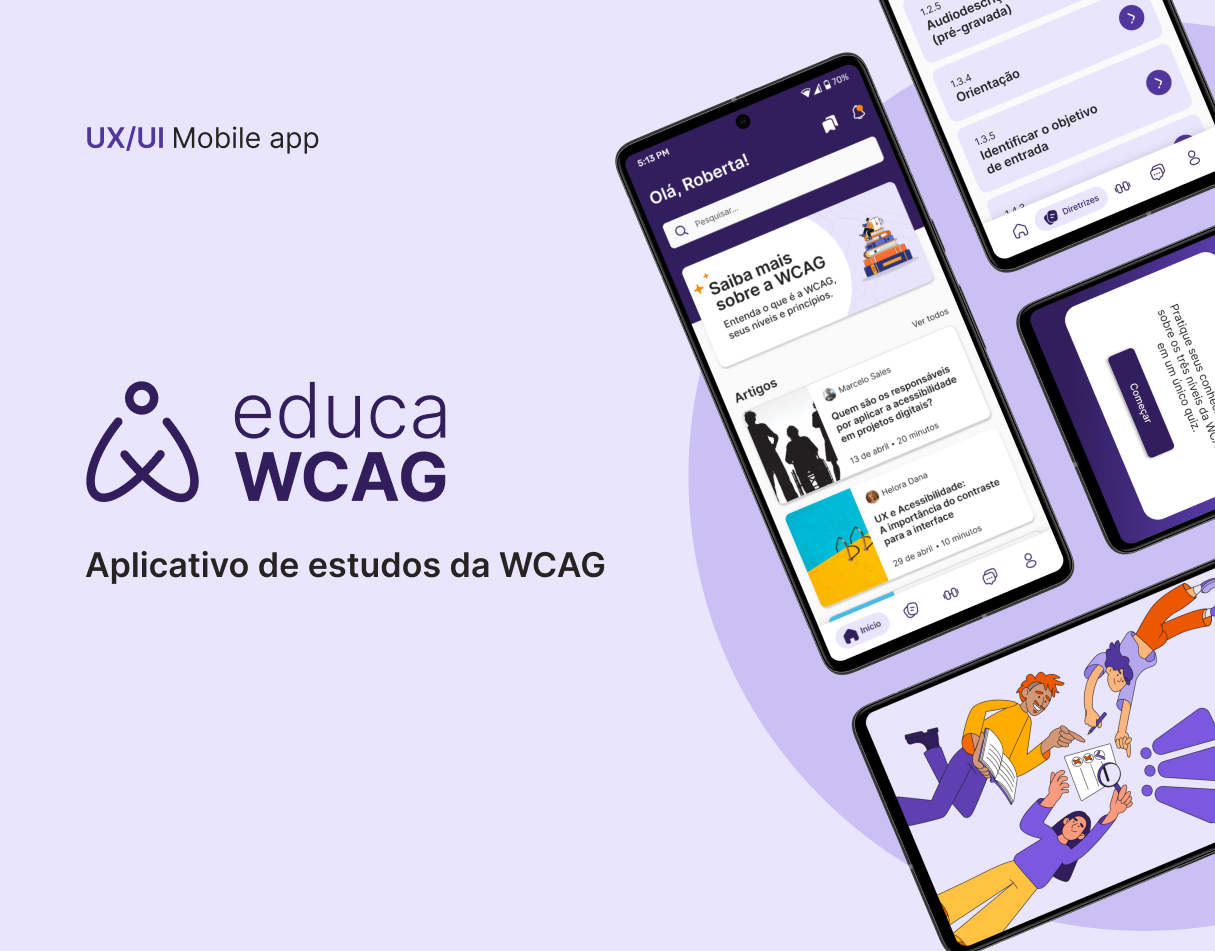 UX/UI Mobile app
educa
WCAG
Aplicativo de estudos da WCAG
5:13 PM
70%
Olá, Roberta!
Pesquisar...
Saiba mais
sobre a WCAG
Entenda o que é a WCAG,
seus níveis e princípios.
Artigos
Ver todos
Marcelo Sales
Quem são os responsáveis
por aplicar a acessibilidade
em projetos digitais?
13 de abril • 20 minutos
Helora Dana
UX e Acessibilidade:
A importância do contraste
para a interface
29 de abril • 10 minutos
Início
1.2.5
(pré-gravada)
1.3.4
Orientação
1.3.5
Identificar o objetivo
de entrada
Diretrizes
Pratique seus
sobre os três níveis da
em um único quiz.
Começar